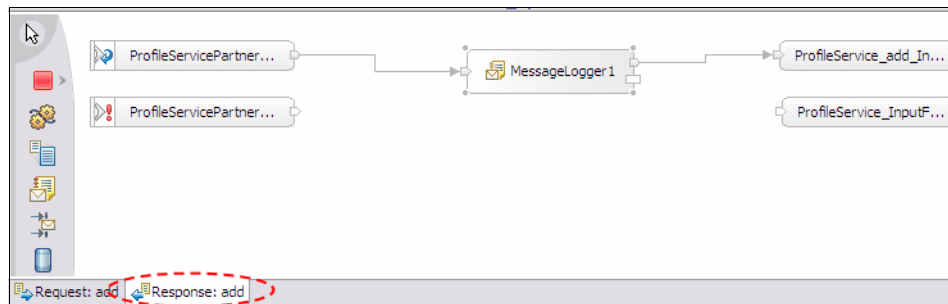 ProfileServicePartner...
MessageLogger1
ProfileService_add_In...
ProfileServicePartner...
ProfileService_InputF...
Request: add
Response: add